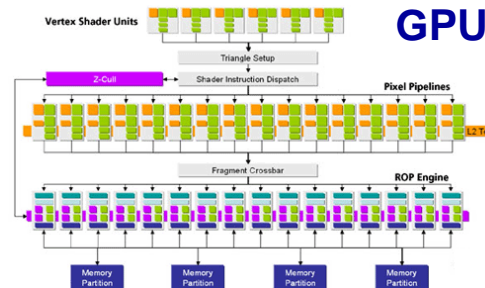 Vertex Shader Units
GPU
Triangle Setup
Z-Cull
Shader Instruction Dispatch
Pixel Pipelines
L2 T
Fragment Crossbar
ROP Engine
Memory
Partition
Memory
Partition
Memory
Partition
Memory
Partition